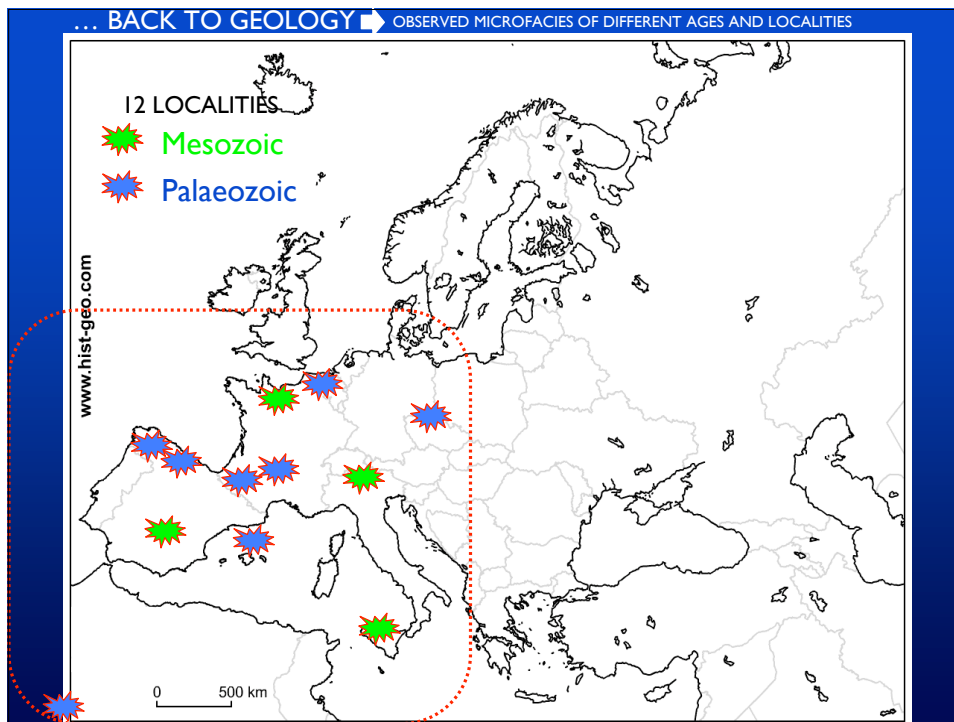 … BACK TO GEOLOGY OBSERVED MICROFACIES OF DIFFERENT AGES AND LOCALITIES
12 LOCALITIES
Mesozoic
Palaeozoic
www.hist-geo.com
0 500 km